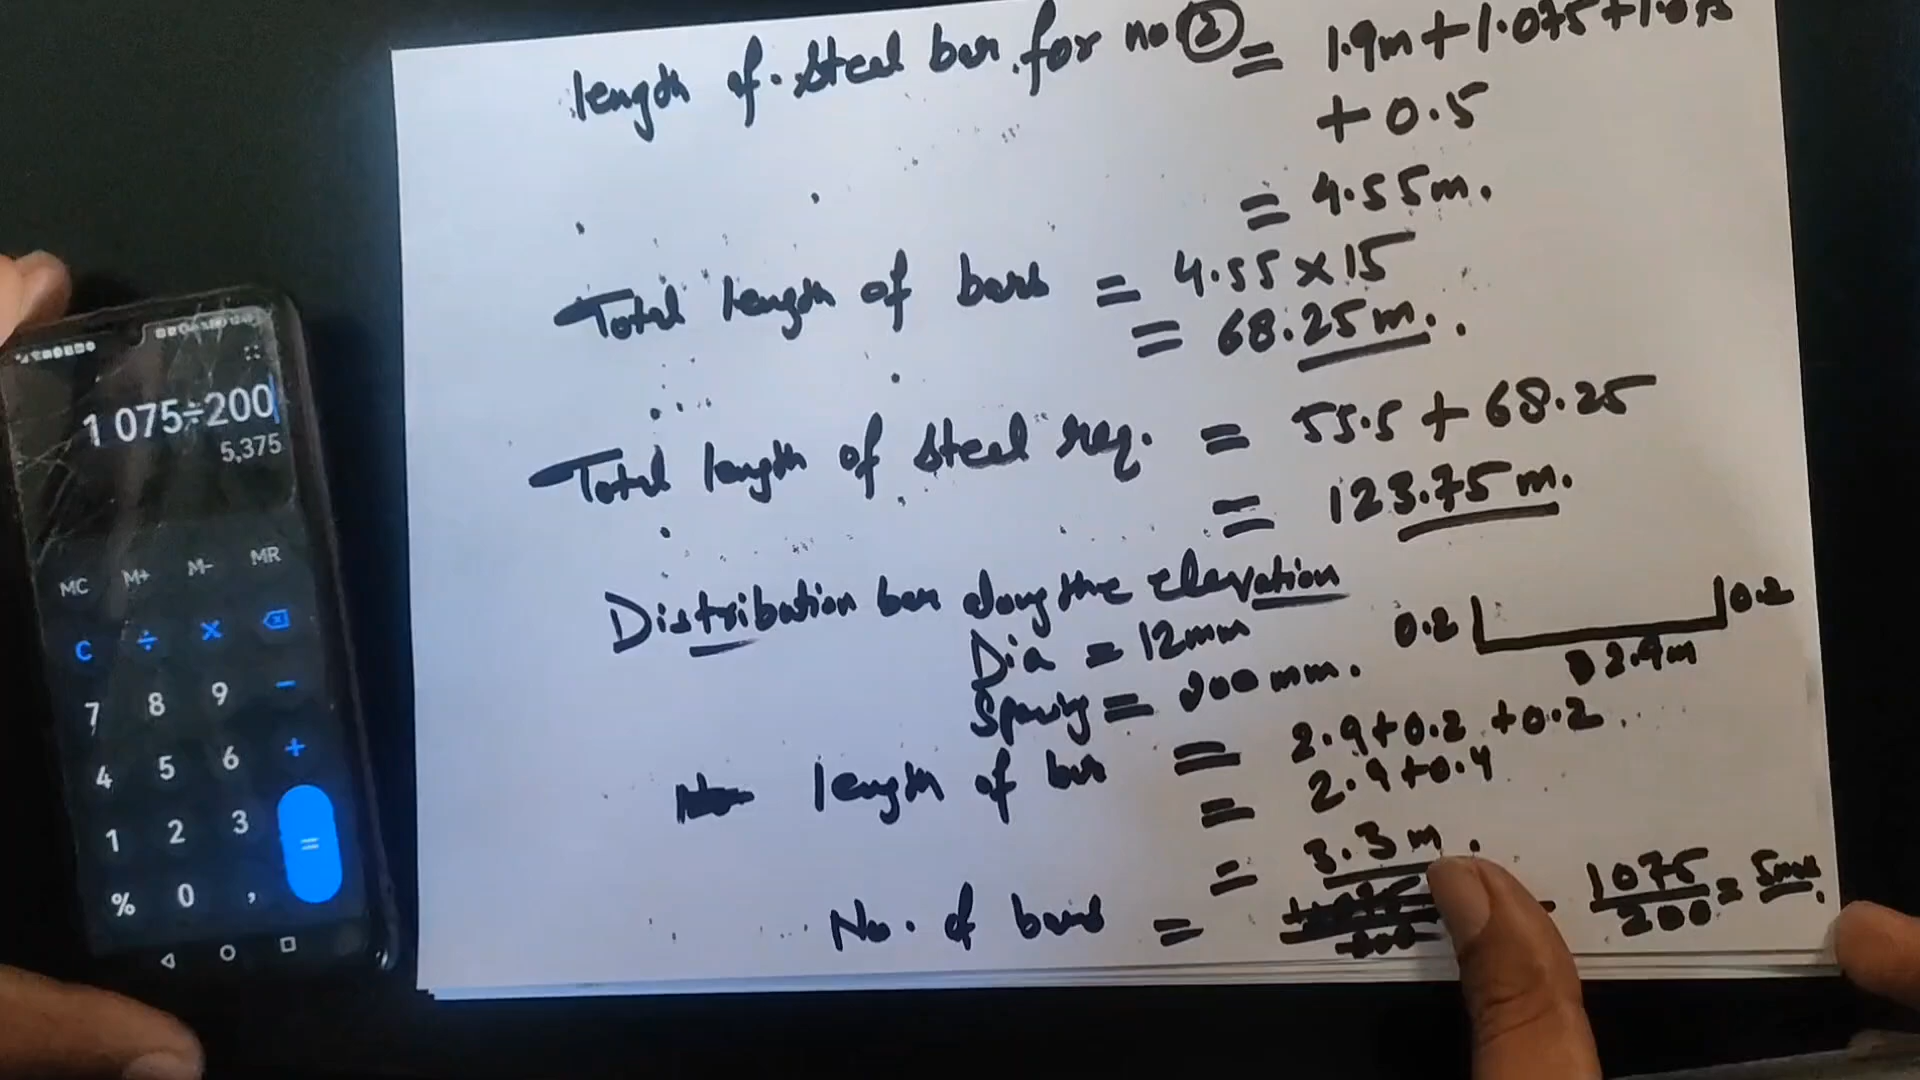 length of steel bar for no ② = 1.9m + 1.075 + 1.075
+ 0.5
= 4.55m.
Total length of bars = 4.55 × 15
= 68.25m.
Total length of steel req. = 55.5 + 68.25
= 123.75m.
Distribution bar along the elevation
Dia = 12mm
Spacing = 200mm.
0.2 0.2
2.9m
length of bar = 2.9+0.2+0.2
= 2.9+0.4
= 3.3m.
No. of bars = 1075/200 = 5nos.
1 075÷200
5,375
MC M+ M- MR
C ÷ ×
7 8 9 −
4 5 6 +
1 2 3 =
% 0 ,